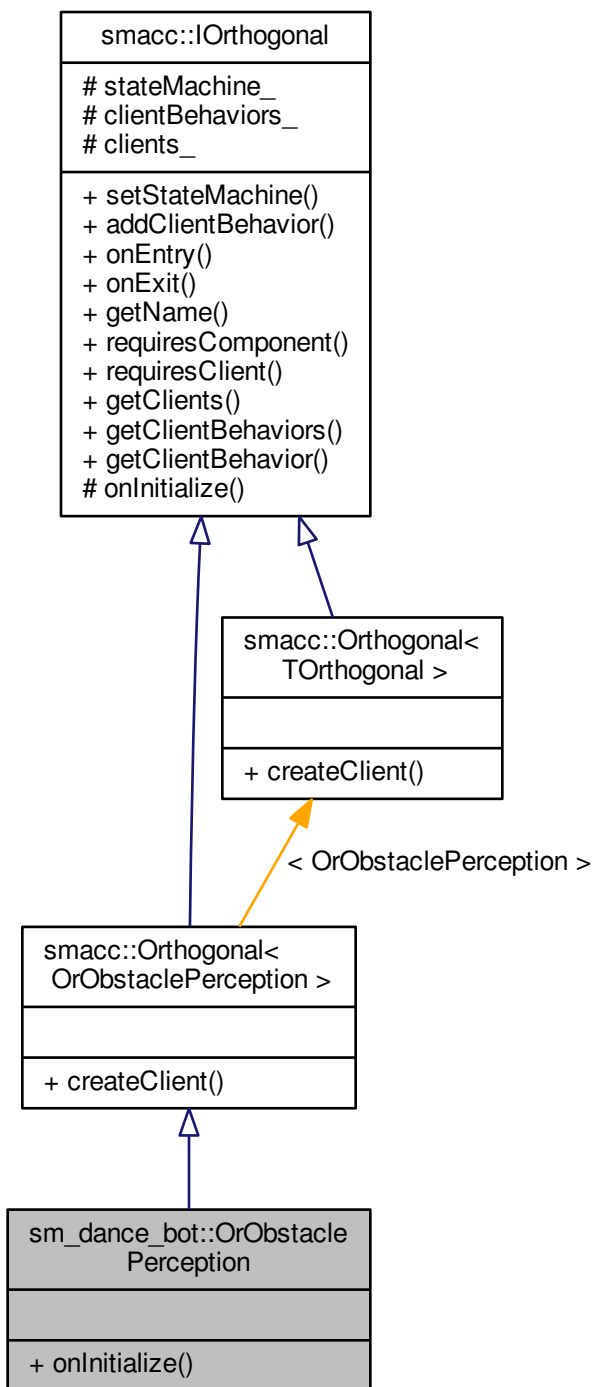 smacc::IOrthogonal
# stateMachine_
# clientBehaviors_
# clients_
+ setStateMachine()
+ addClientBehavior()
+ onEntry()
+ onExit()
+ getName()
+ requiresComponent()
+ requiresClient()
+ getClients()
+ getClientBehaviors()
+ getClientBehavior()
# onInitialize()
smacc::Orthogonal<
TOrthogonal >
+ createClient()
< OrObstaclePerception >
smacc::Orthogonal<
OrObstaclePerception >
+ createClient()
sm_dance_bot::OrObstacle
Perception
+ onInitialize()